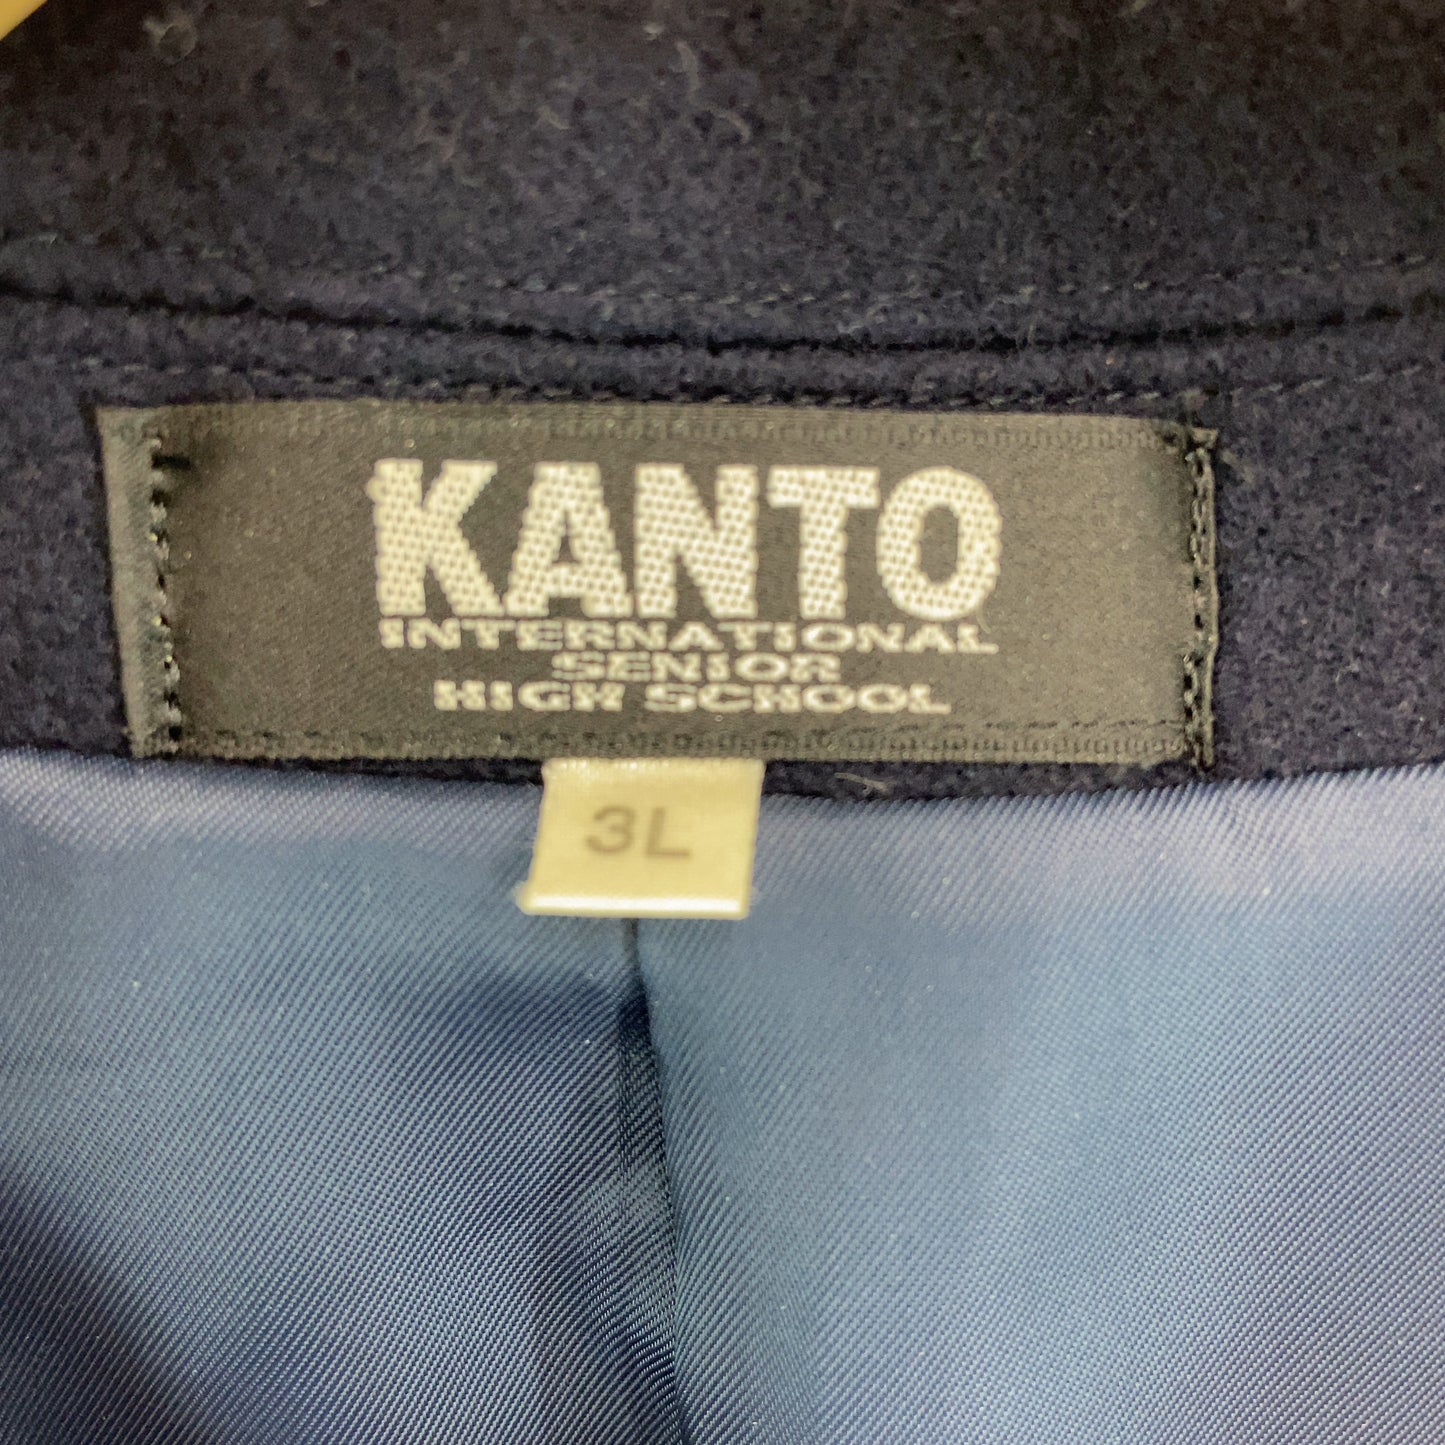 KANTO
INTERNATIONAL
SENIOR
HIGH SCHOOL
3L